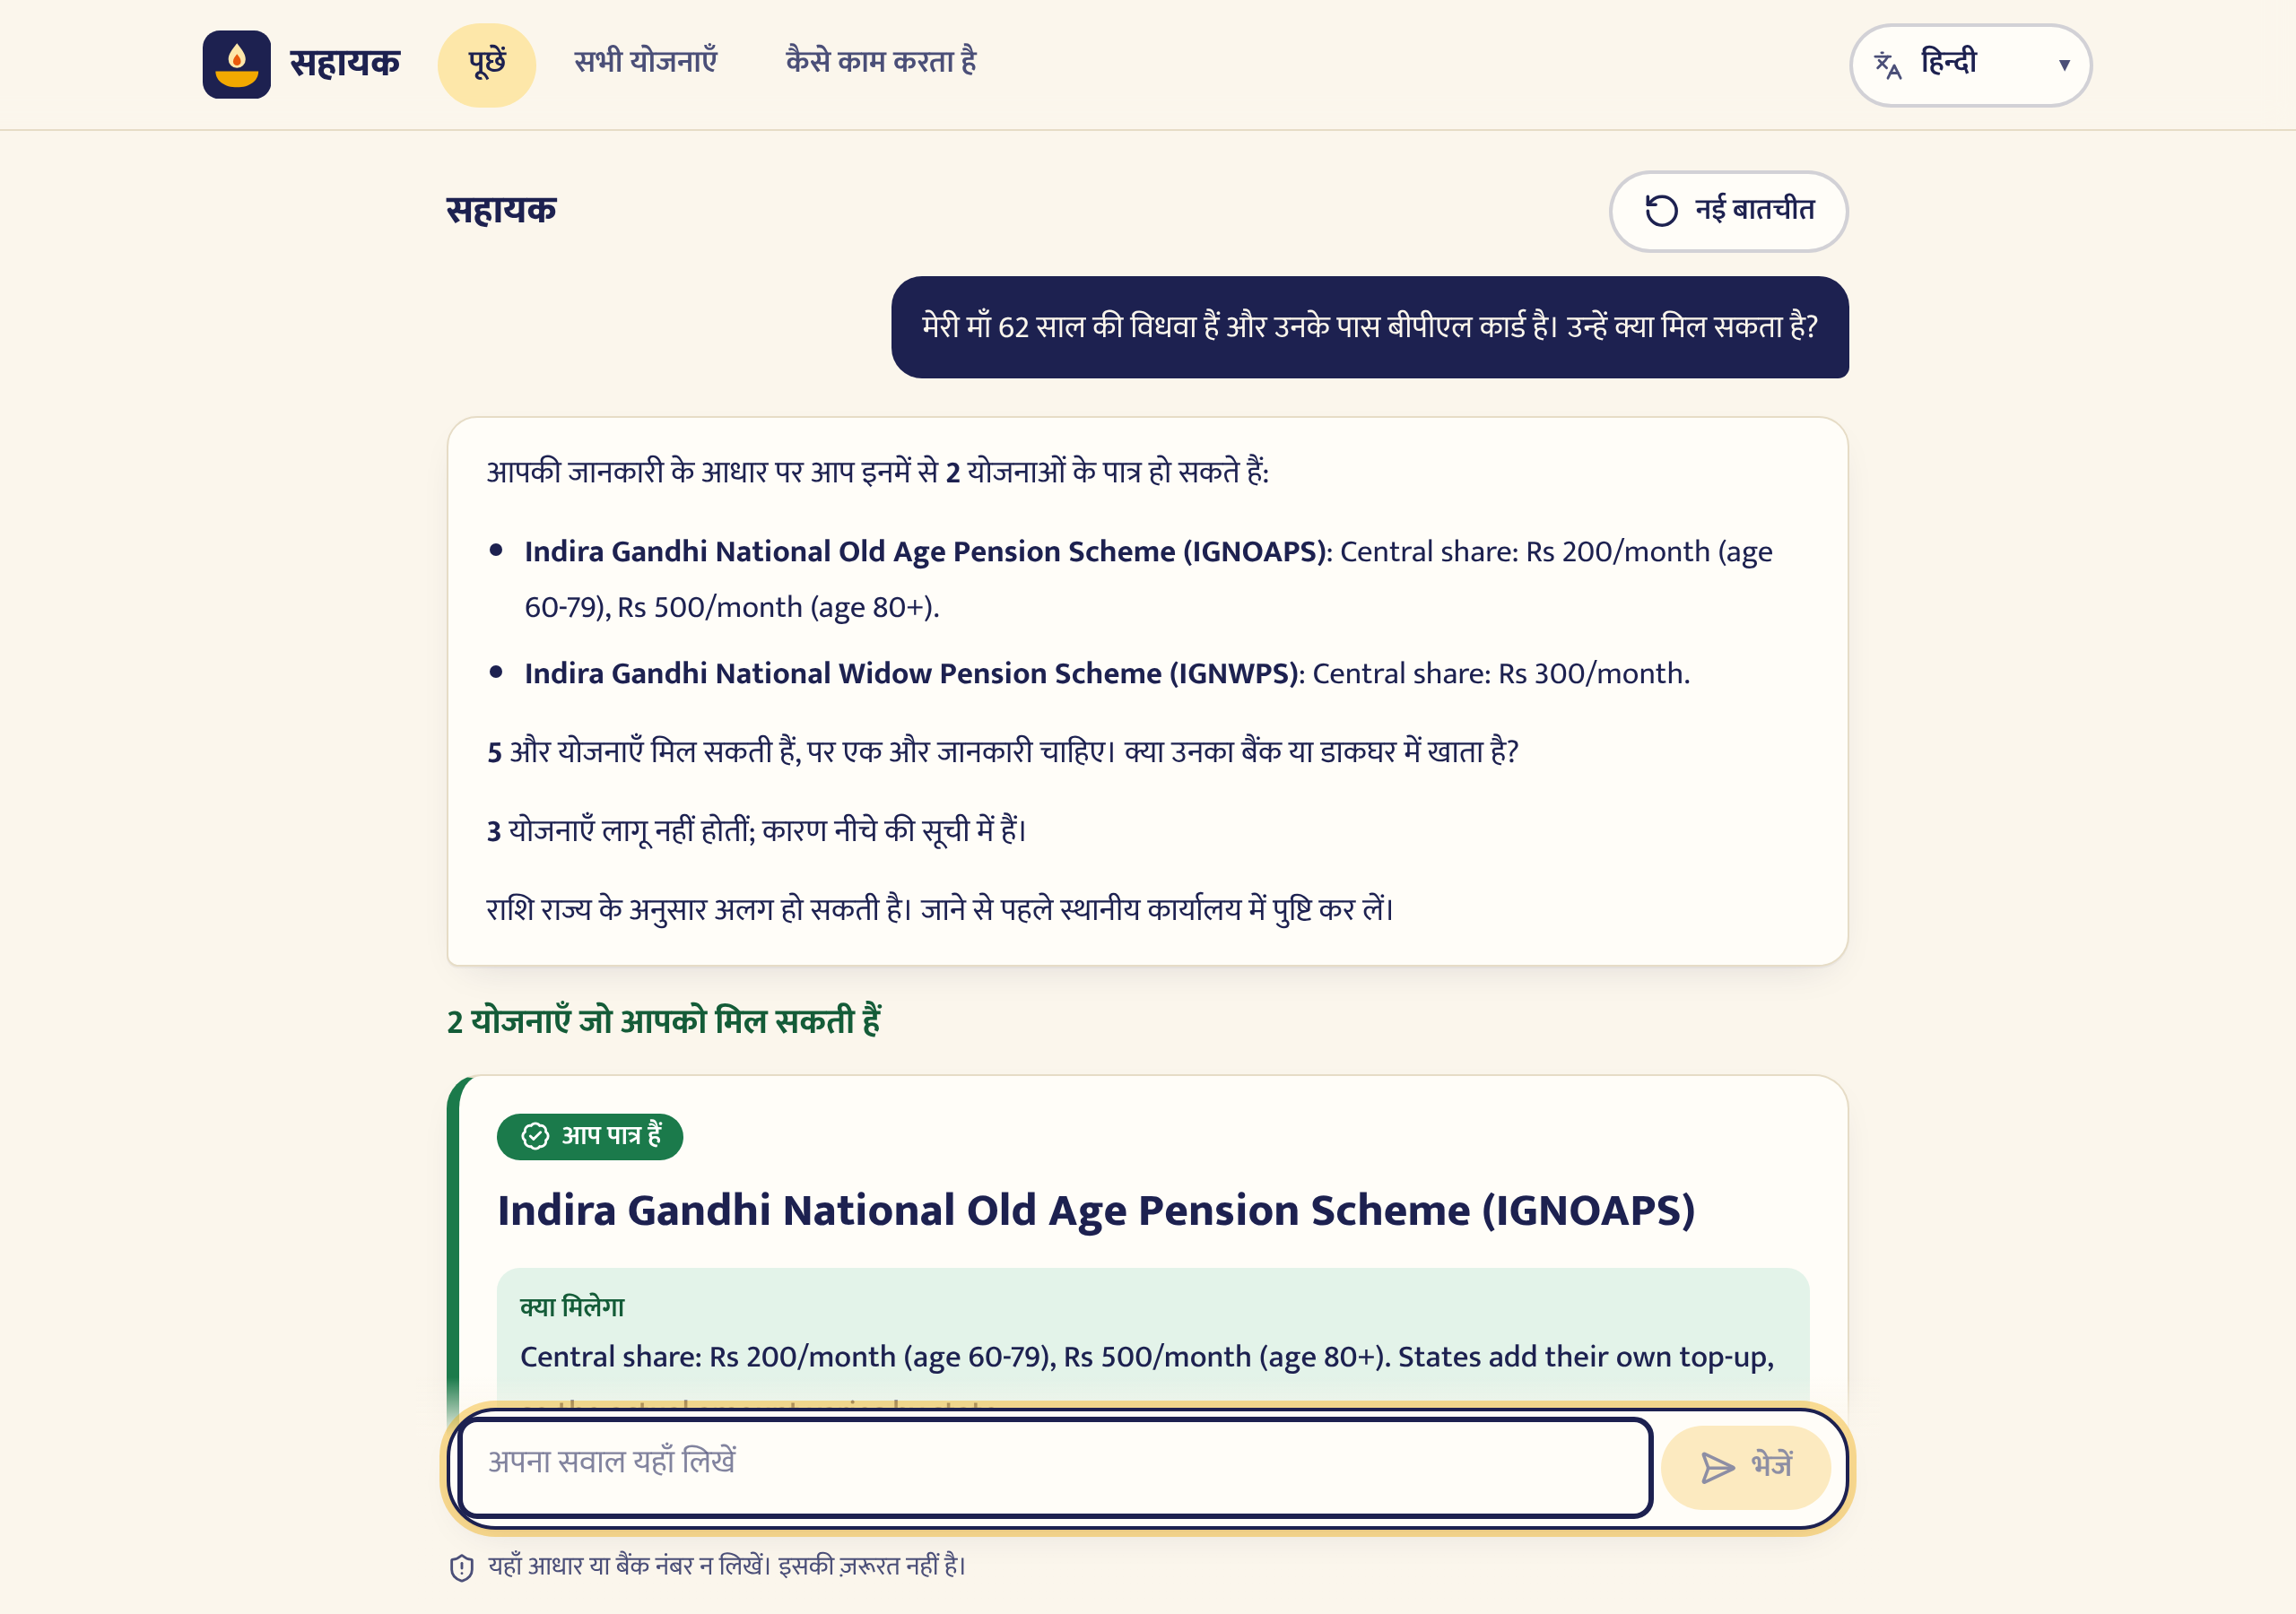 सहायक
पूछें
सभी योजनाएँ
कैसे काम करता है
हिन्दी
सहायक
नई बातचीत
मेरी माँ 62 साल की विधवा हैं और उनके पास बीपीएल कार्ड है। उन्हें क्या मिल सकता है?
आपकी जानकारी के आधार पर आप इनमें से 2 योजनाओं के पात्र हो सकते हैं:
Indira Gandhi National Old Age Pension Scheme (IGNOAPS): Central share: Rs 200/month (age
60-79), Rs 500/month (age 80+).
Indira Gandhi National Widow Pension Scheme (IGNWPS): Central share: Rs 300/month.
5 और योजनाएँ मिल सकती हैं, पर एक और जानकारी चाहिए। क्या उनका बैंक या डाकघर में खाता है?
3 योजनाएँ लागू नहीं होतीं; कारण नीचे की सूची में हैं।
राशि राज्य के अनुसार अलग हो सकती है। जाने से पहले स्थानीय कार्यालय में पुष्टि कर लें।
2 योजनाएँ जो आपको मिल सकती हैं
आप पात्र हैं
Indira Gandhi National Old Age Pension Scheme (IGNOAPS)
क्या मिलेगा
Central share: Rs 200/month (age 60-79), Rs 500/month (age 80+). States add their own top-up,
अपना सवाल यहाँ लिखें
भेजें
यहाँ आधार या बैंक नंबर न लिखें। इसकी ज़रूरत नहीं है।